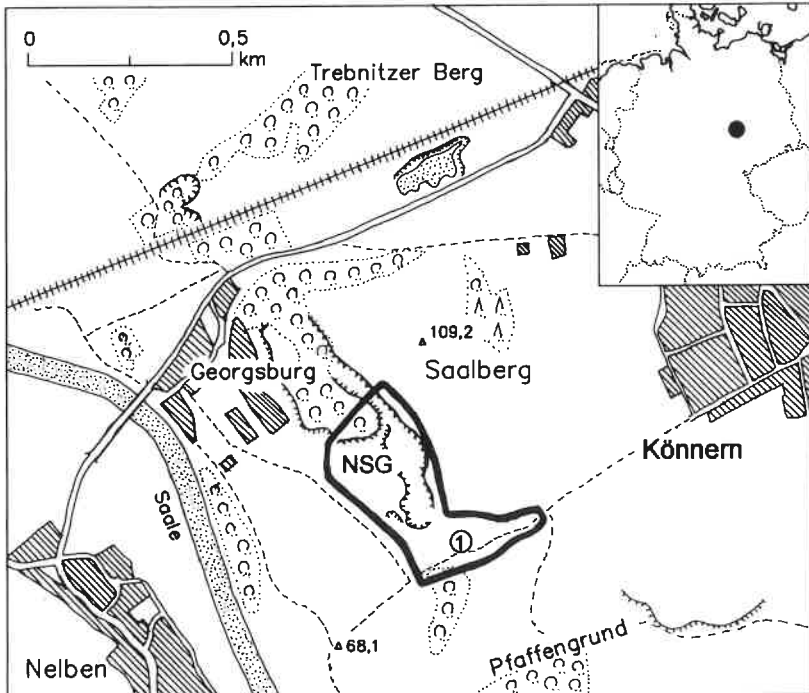 0 0,5
km
Trebnitzer Berg
109,2
Georgsburg
Saalberg
NSG
Könnern
Saale
1
68,1
Nelben
Pfaffengrund